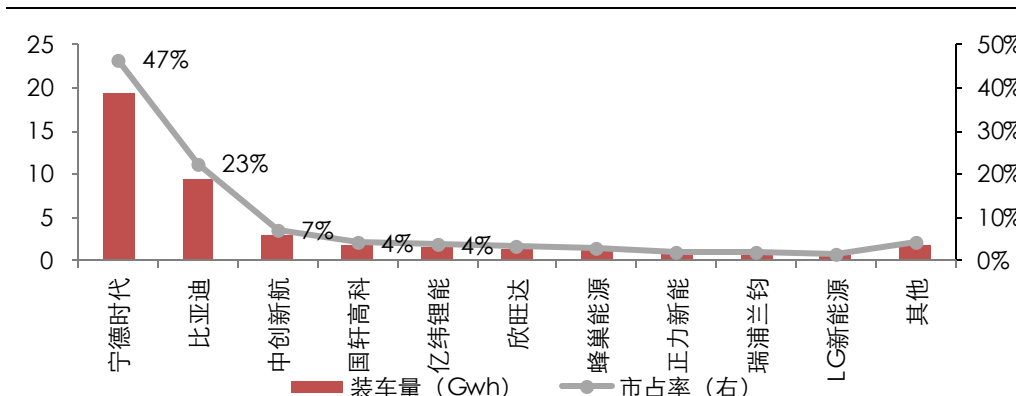 25
20
15
10
5
0
50%
40%
30%
20%
10%
0%
47%
23%
7%
4%
4%
宁德时代
比亚迪
中创新航
国轩高科
亿纬锂能
欣旺达
蜂巢能源
正力新能
瑞浦兰钧
LG新能源
其他
装车量（Gwh）
市占率（右）